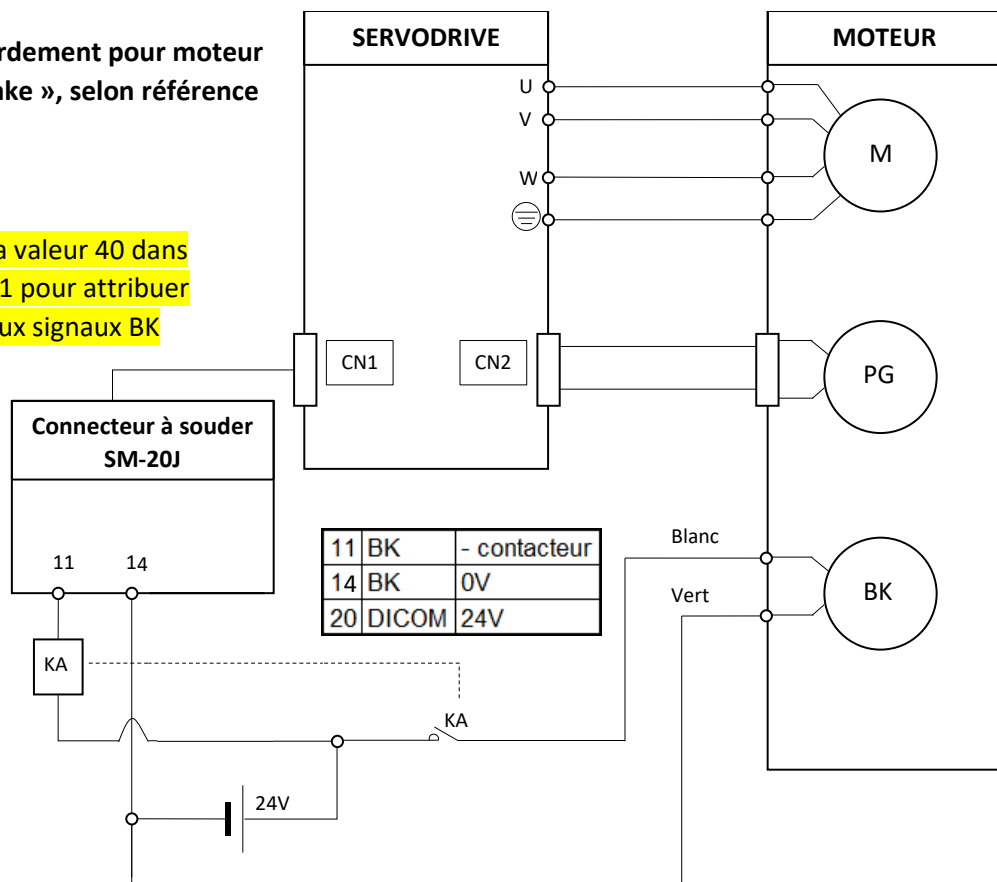 rdement pour moteur
ake », selon référence
a valeur 40 dans
1 pour attribuer
ux signaux BK
SERVODRIVE
MOTEUR
U
V
W
M
CN1
CN2
PG
Connecteur à souder
SM-20J
11
14
11 BK - contacteur
14 BK 0V
20 DICOM 24V
Blanc
Vert
BK
KA
KA
24V